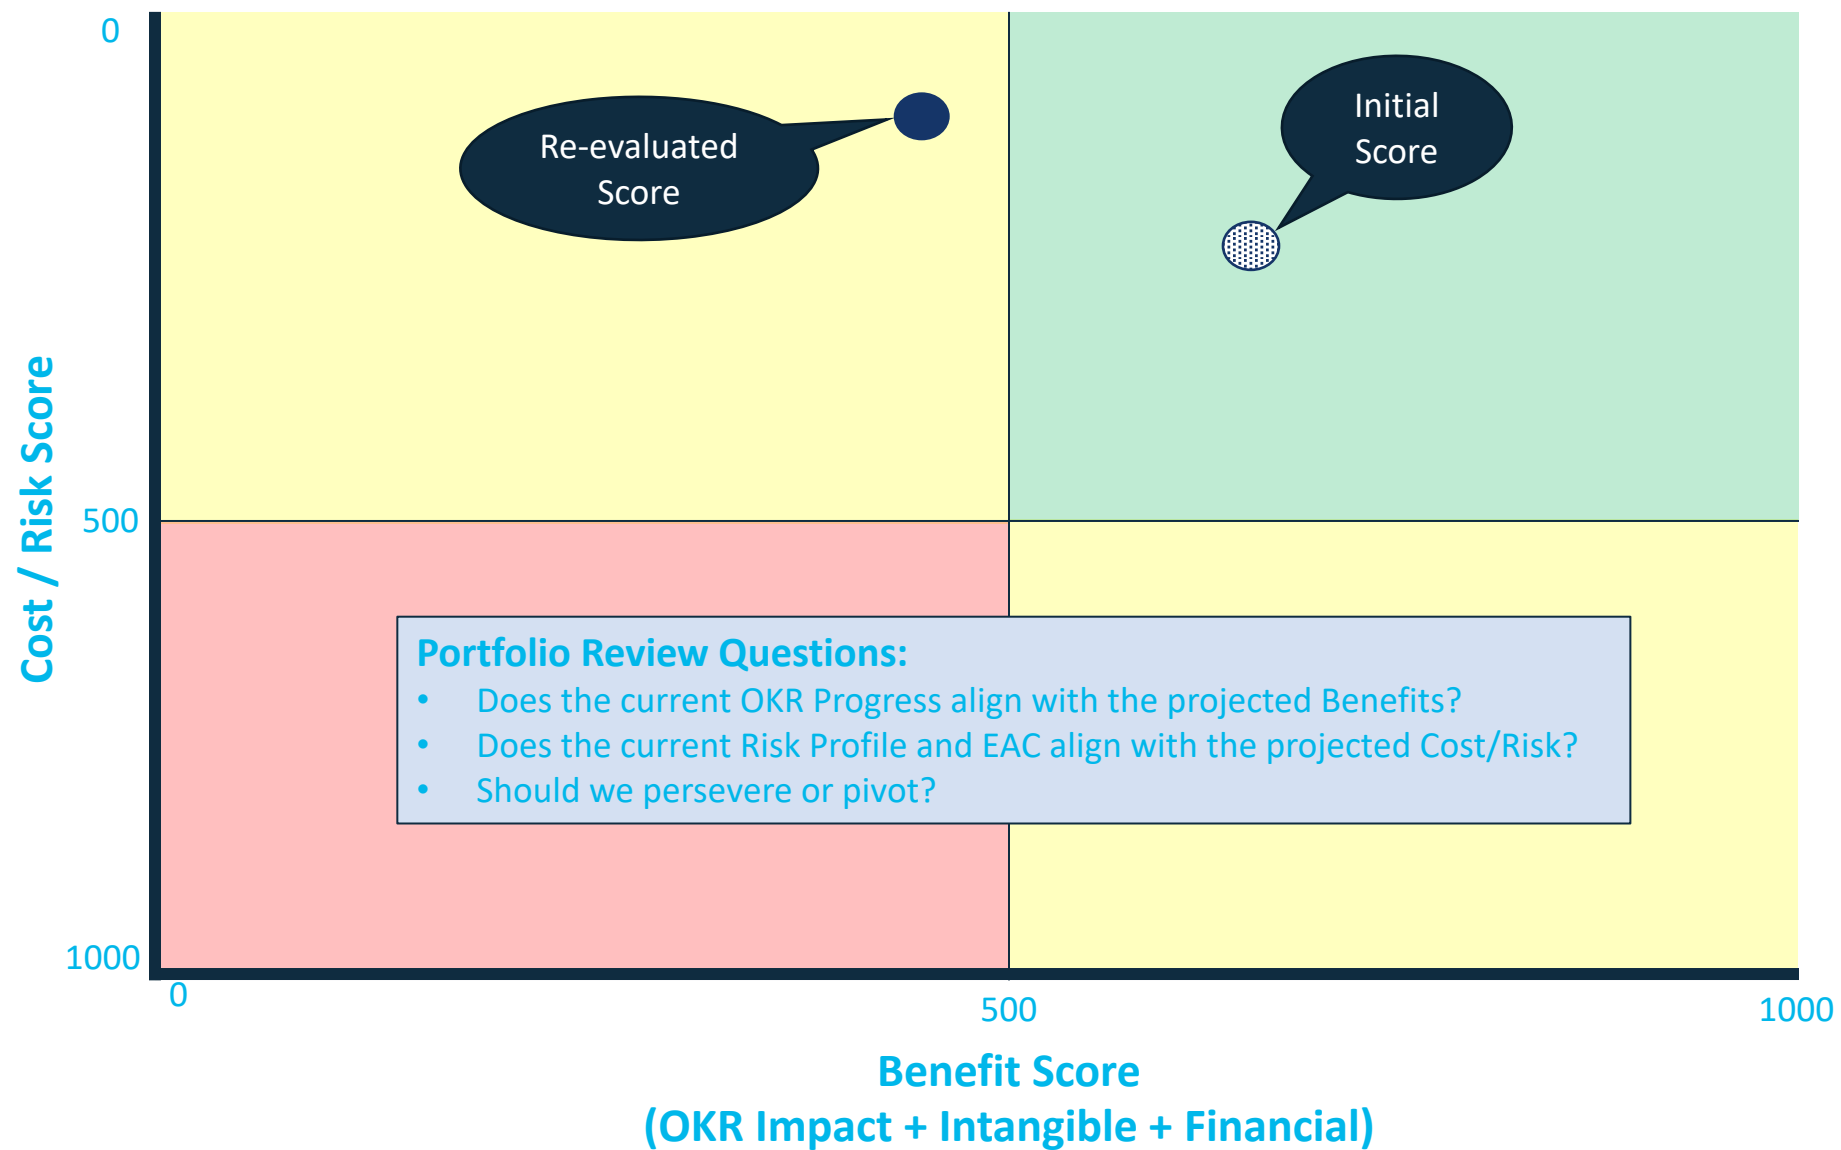 0
Re-evaluated
Score
Initial
Score
Cost / Risk Score
500
Portfolio Review Questions:
• Does the current OKR Progress align with the projected Benefits?
• Does the current Risk Profile and EAC align with the projected Cost/Risk?
• Should we persevere or pivot?
1000
0
500
1000
Benefit Score
(OKR Impact + Intangible + Financial)